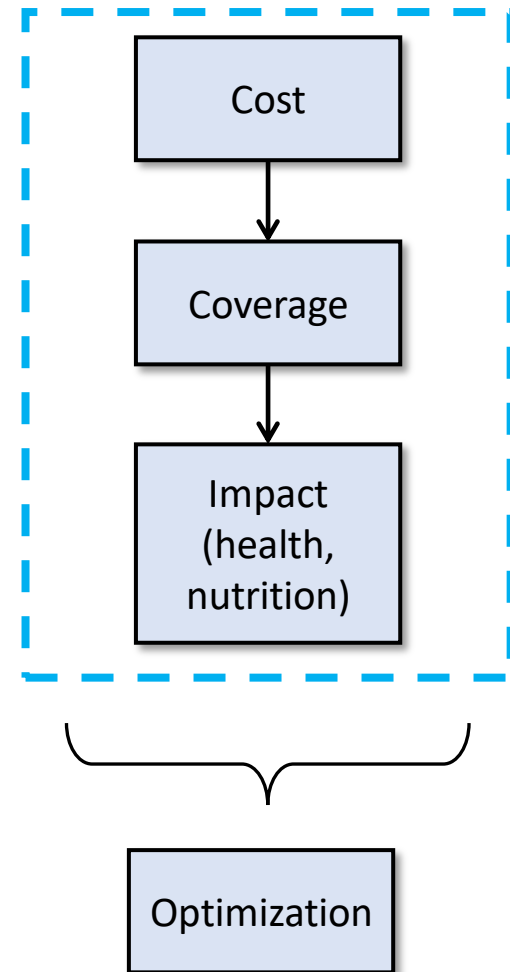 Cost
Coverage
Impact
(health,
nutrition)
Optimization